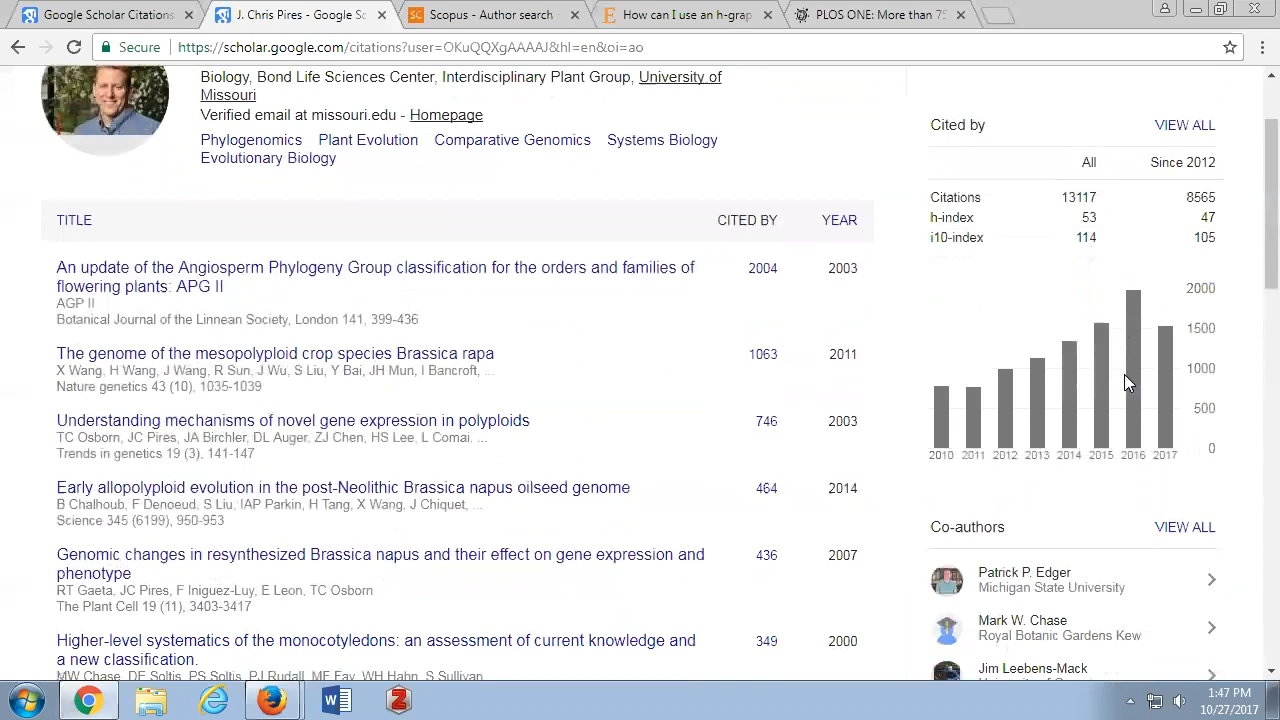 Google Scholar Citations
J. Chris Pires - Google Sc
Scopus - Author search
How can I use an h-grap
PLOS ONE: More than 75
Secure
https://scholar.google.com/citations?user=OKuQQXgAAAAJ&hl=en&oi=ao
Biology, Bond Life Sciences Center, Interdisciplinary Plant Group, University of
Missouri
Verified email at missouri.edu - Homepage
Phylogenomics Plant Evolution Comparative Genomics Systems Biology
Evolutionary Biology
TITLE CITED BY YEAR
An update of the Angiosperm Phylogeny Group classification for the orders and families of 2004 2003
flowering plants: APG II
AGP II
Botanical Journal of the Linnean Society, London 141, 399-436
The genome of the mesopolyploid crop species Brassica rapa 1063 2011
X Wang, H Wang, J Wang, R Sun, J Wu, S Liu, Y Bai, JH Mun, I Bancroft, ...
Nature genetics 43 (10), 1035-1039
Understanding mechanisms of novel gene expression in polyploids 746 2003
TC Osborn, JC Pires, JA Birchler, DL Auger, ZJ Chen, HS Lee, L Comai, ...
Trends in genetics 19 (3), 141-147
Early allopolyploid evolution in the post-Neolithic Brassica napus oilseed genome 464 2014
B Chalhoub, F Denoeud, S Liu, IAP Parkin, H Tang, X Wang, J Chiquet, ...
Science 345 (6199), 950-953
Genomic changes in resynthesized Brassica napus and their effect on gene expression and 436 2007
phenotype
RT Gaeta, JC Pires, F Iniguez-Luy, E Leon, TC Osborn
The Plant Cell 19 (11), 3403-3417
Higher-level systematics of the monocotyledons: an assessment of current knowledge and 349 2000
a new classification.
MW Chase, DE Soltis, PS Soltis, PJ Rudall, MF Fay, WH Hahn, S Sullivan
Cited by VIEW ALL
All Since 2012
Citations 13117 8565
h-index 53 47
i10-index 114 105
2000
1500
1000
500
0
2010 2011 2012 2013 2014 2015 2016 2017
Co-authors VIEW ALL
Patrick P. Edger
Michigan State University
Mark W. Chase
Royal Botanic Gardens Kew
Jim Leebens-Mack
1:47 PM
10/27/2017